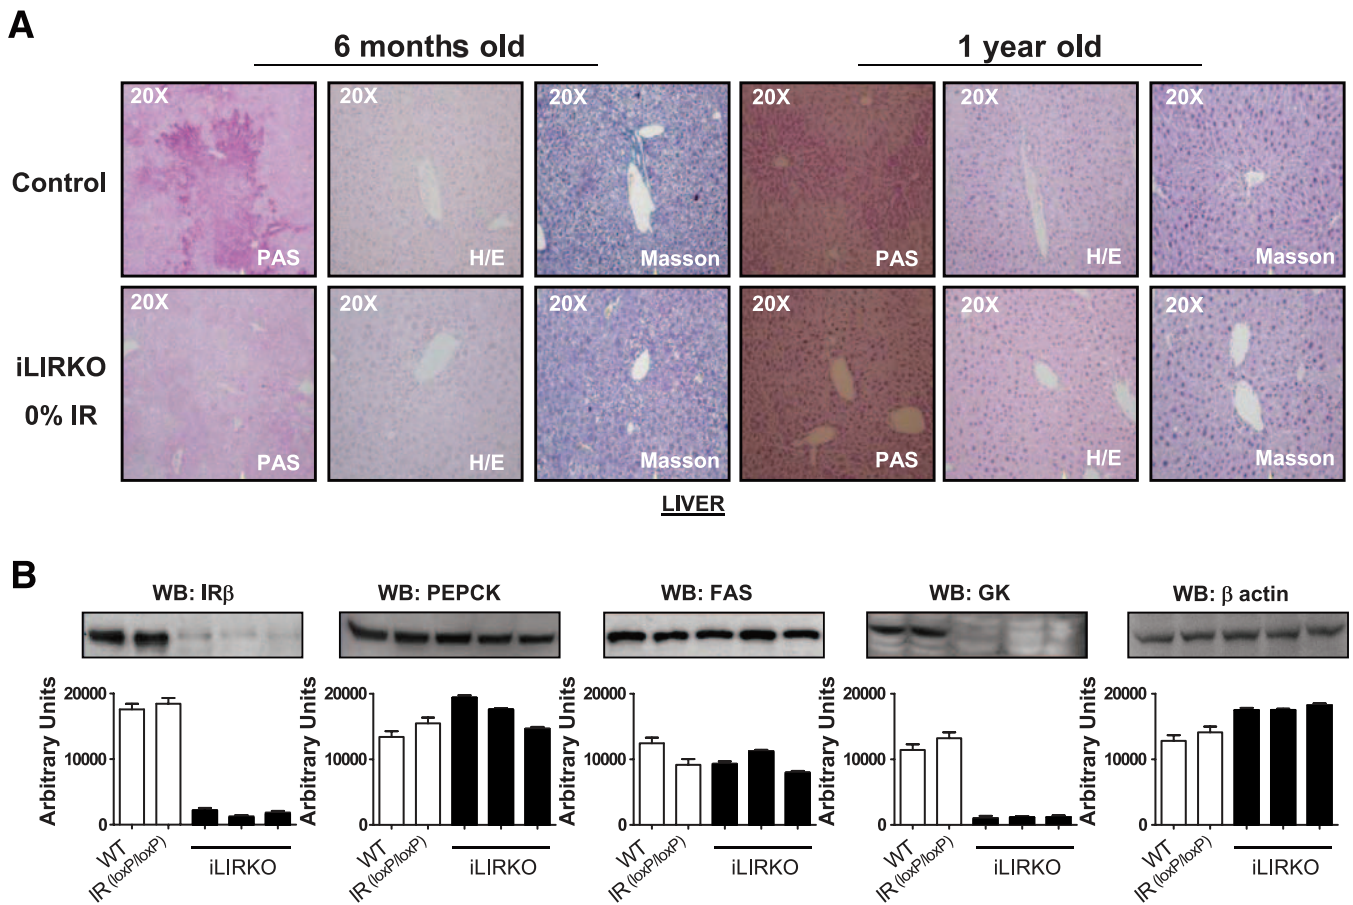 A
6 months old
1 year old
20X 20X 20X 20X 20X 20X
Control
PAS H/E Masson PAS H/E Masson
20X 20X 20X 20X 20X 20X
iLIRKO
0% IR
PAS H/E Masson PAS H/E Masson
LIVER
B
WB: IRβ
WB: PEPCK
WB: FAS
WB: GK
WB: β actin
Arbitrary Units
20000
10000
0
WT
IR (loxP/loxP)
iLIRKO
Arbitrary Units
20000
10000
0
WT
IR (loxP/loxP)
iLIRKO
Arbitrary Units
20000
10000
0
WT
IR (loxP/loxP)
iLIRKO
Arbitrary Units
20000
10000
0
WT
IR (loxP/loxP)
iLIRKO
Arbitrary Units
20000
10000
0
WT
IR (loxP/loxP)
iLIRKO